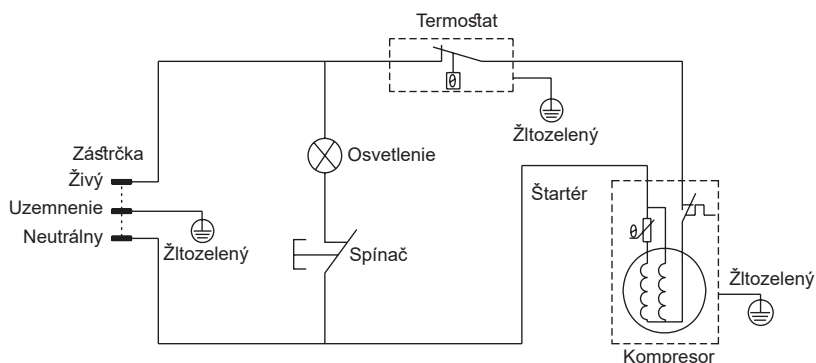 Termostat
Žltozelený
Osvetlenie
Zástrčka
Živý
Uzemnenie
Neutrálny
Žltozelený
Spínač
Štartér
Žltozelený
Kompresor